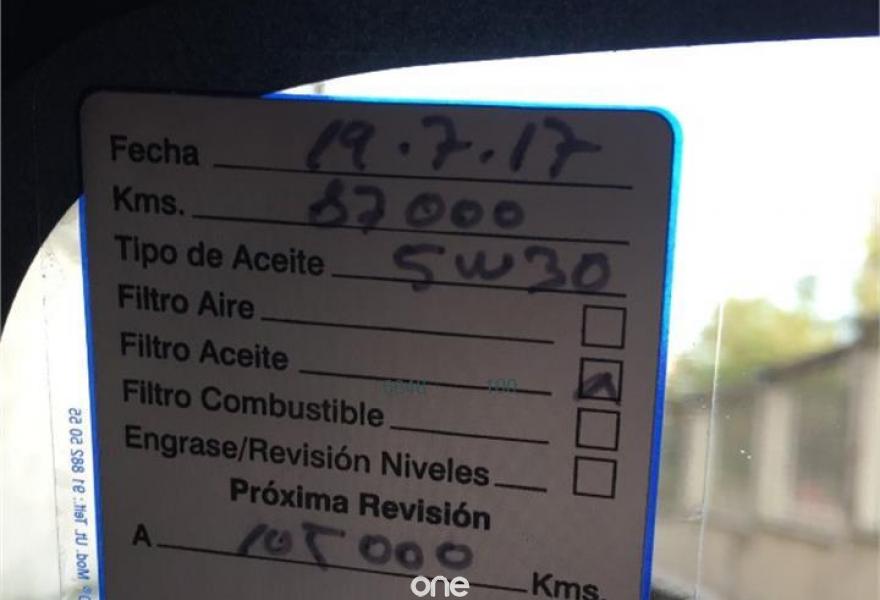 Fecha 19.7.17
Kms. 87000
Tipo de Aceite 5W30
Filtro Aire
Filtro Aceite
Filtro Combustible
Engrase/Revisión Niveles
Próxima Revisión
A 105000 Kms.
one